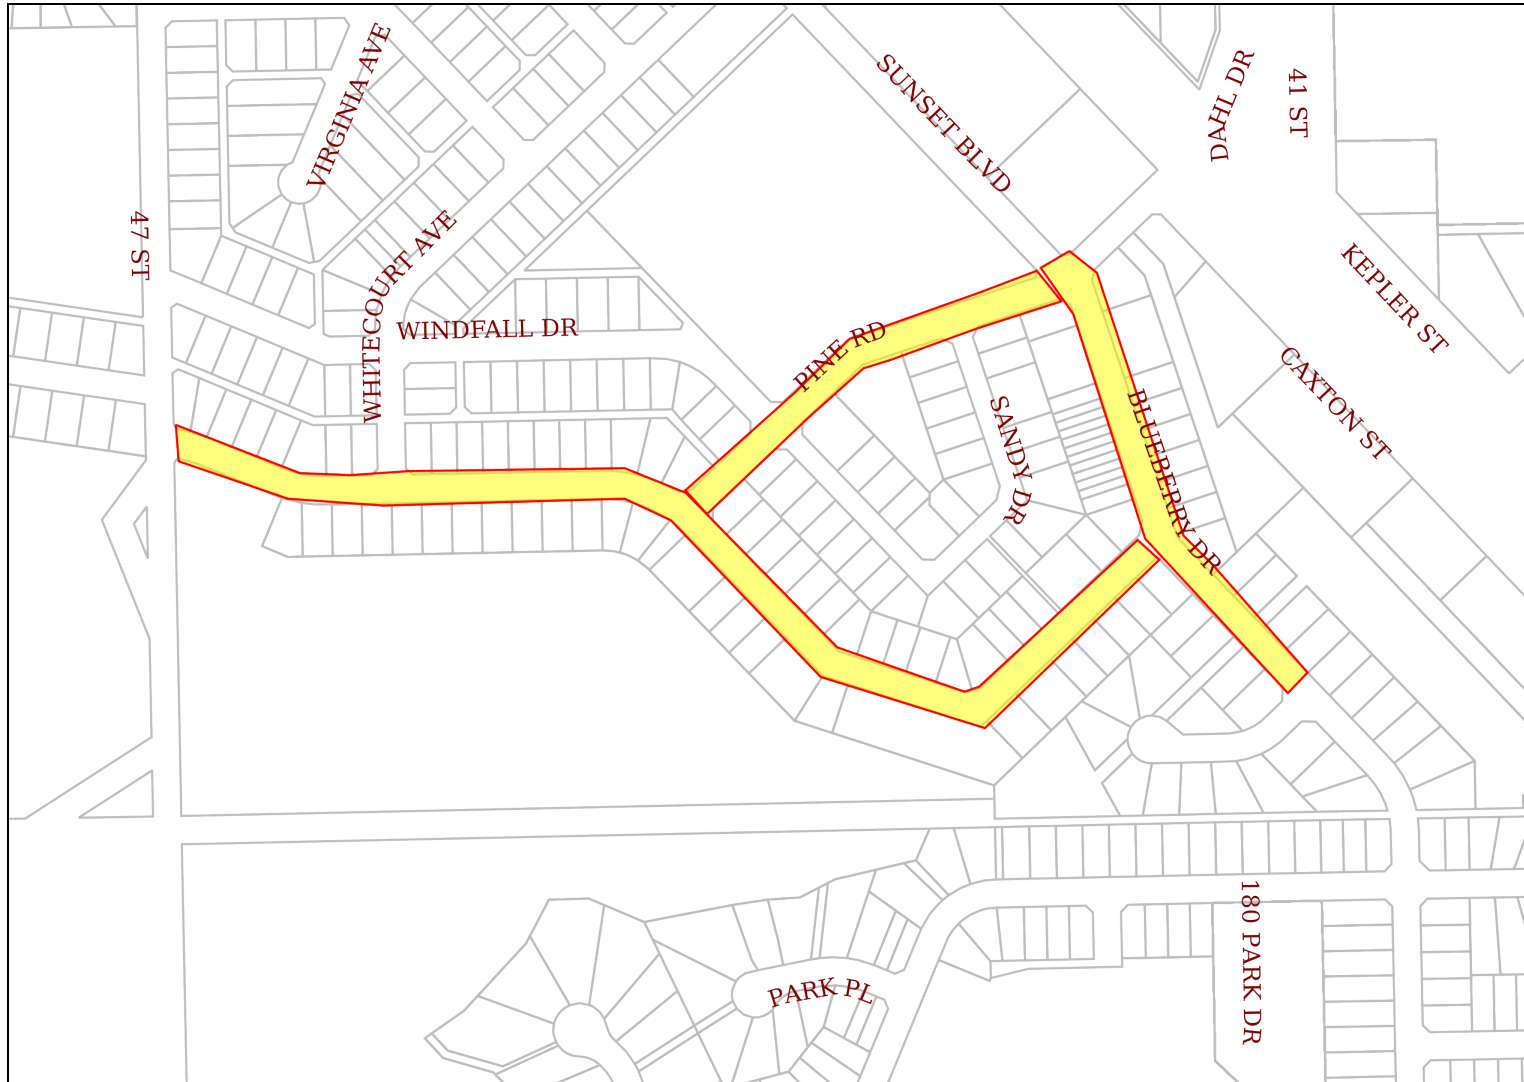 VIRGINIA AVE
SUNSET BLVD
DAHL DR
41 ST
47 ST
WHITECOURT AVE
WINDFALL DR
KEPLER ST
PINE RD
CAXTON ST
SANDY DR
BLUEBERRY DR
180 PARK DR
PARK PL